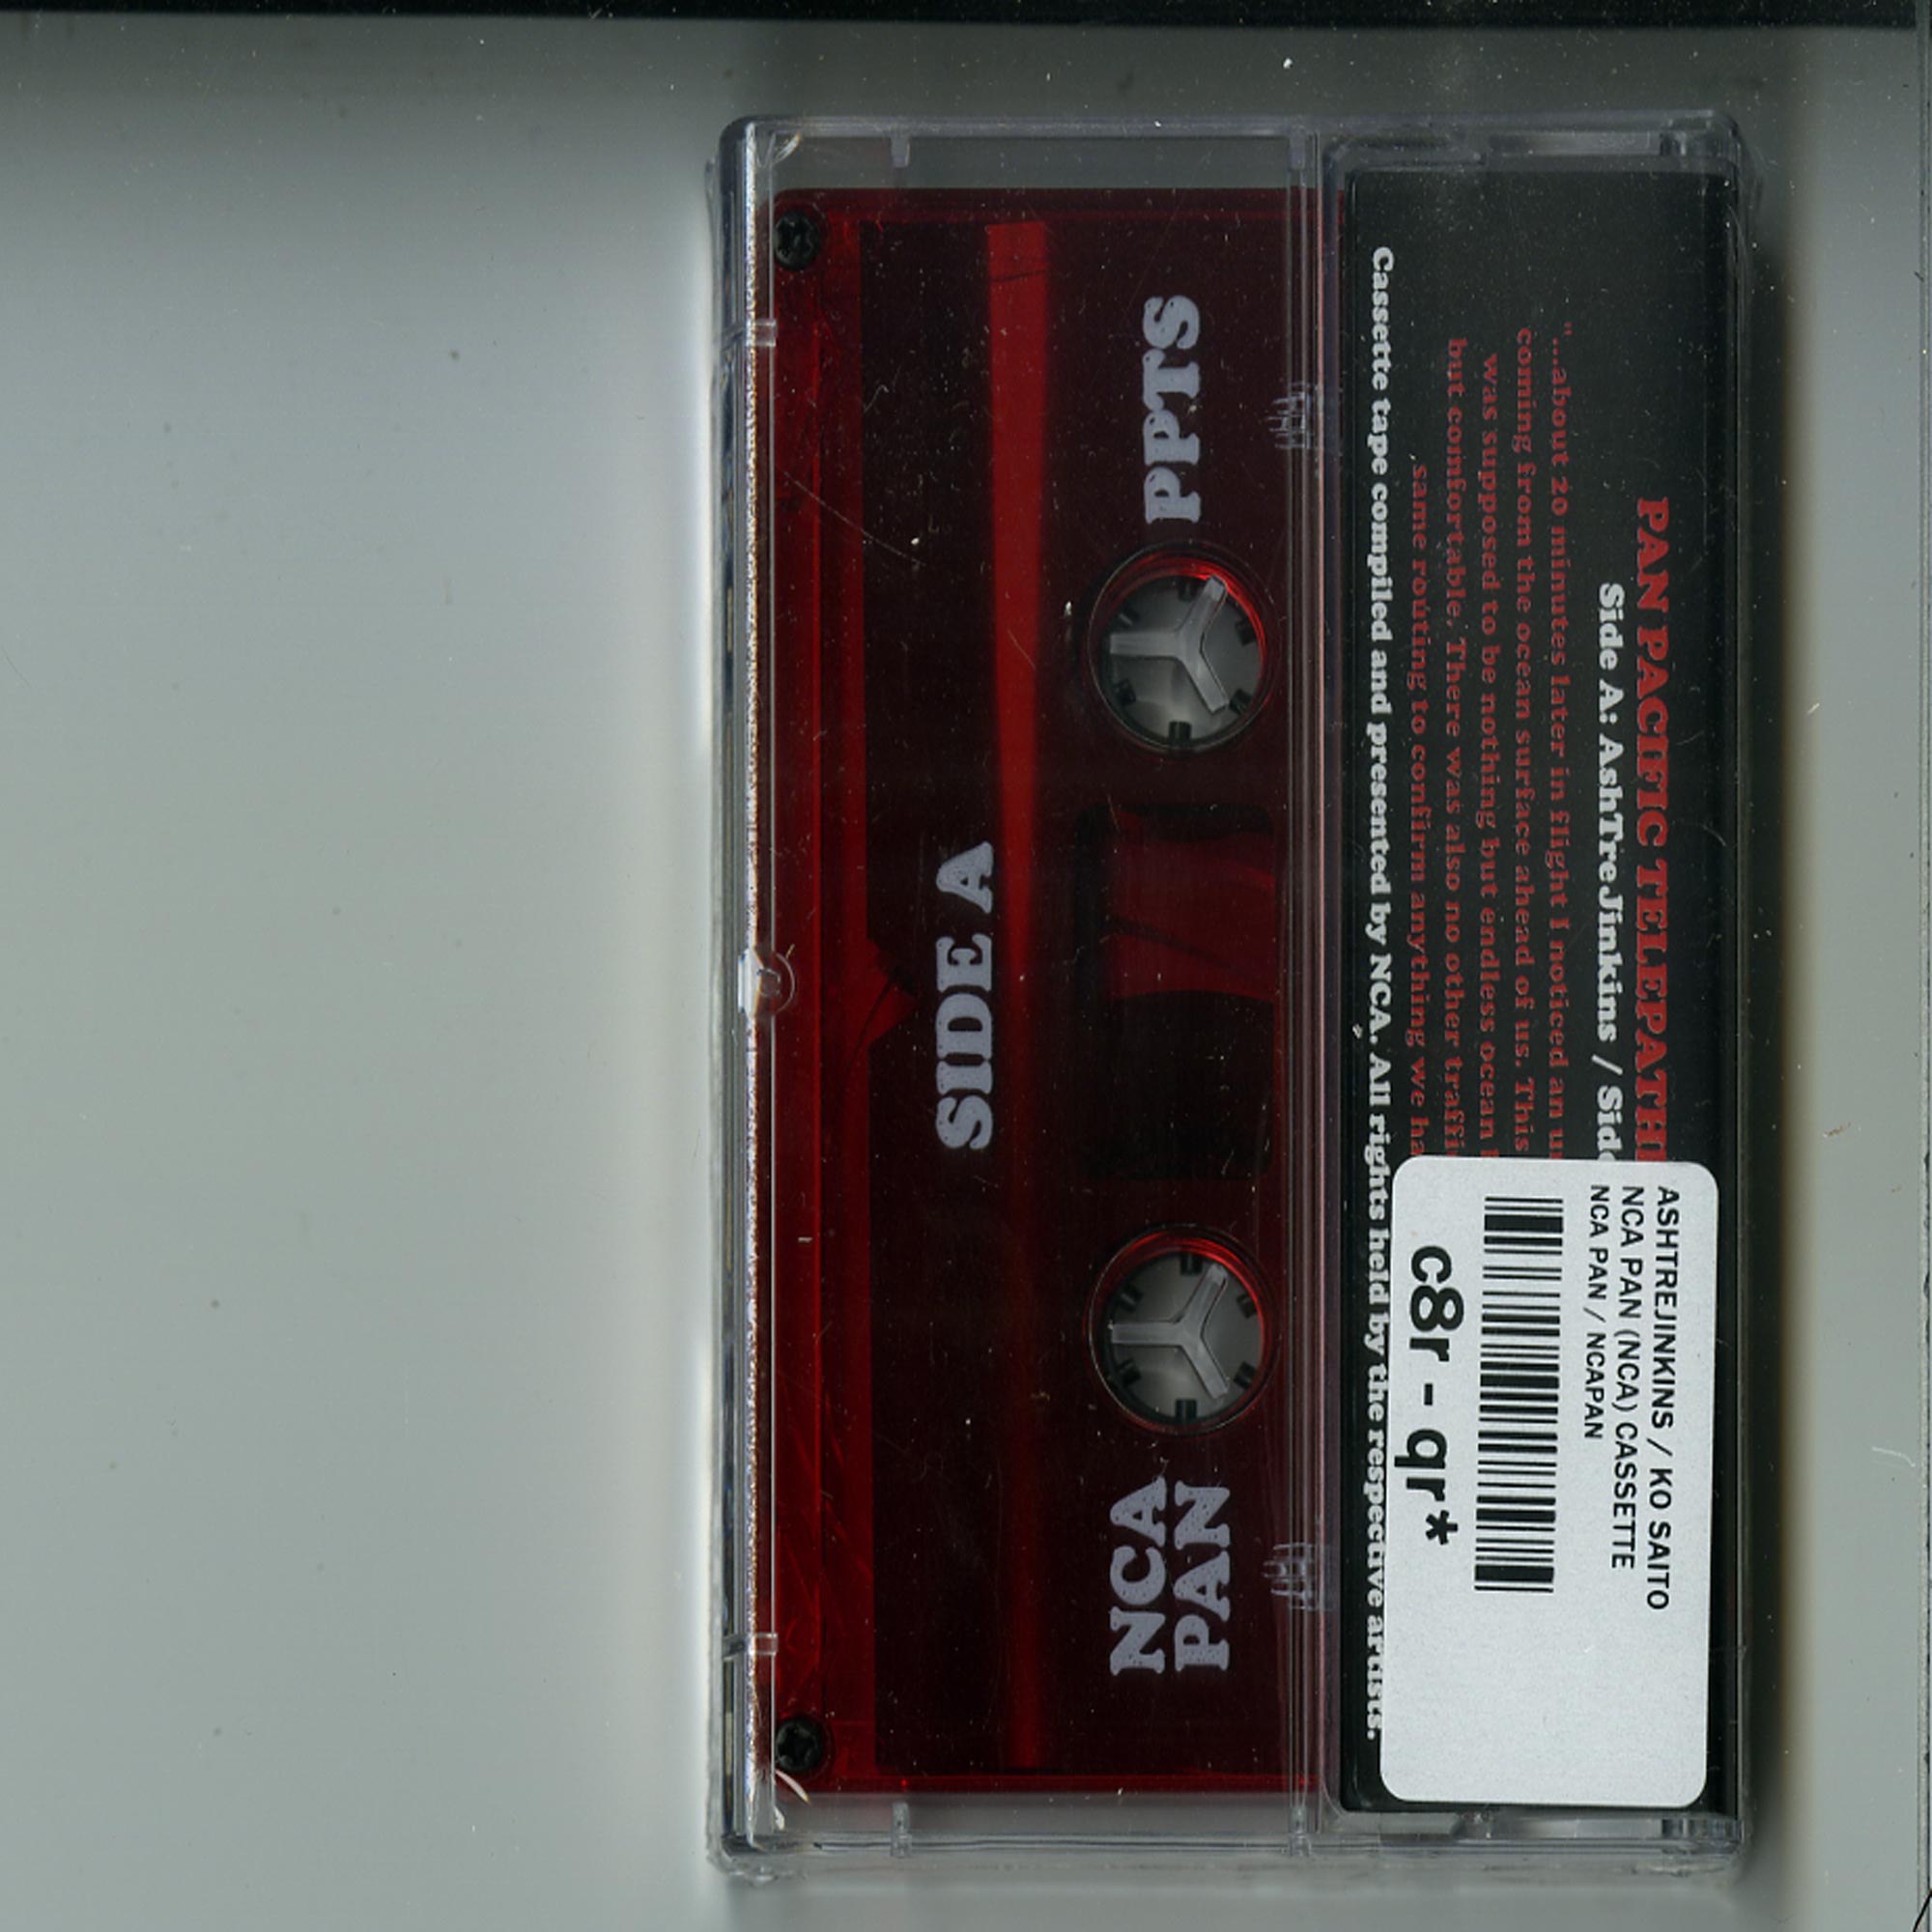 PAN PACIFIC TELEPATHI
Side A: AshTreJinkins / Side
"...about 20 minutes later in flight I noticed an
coming from the ocean surface ahead of us. This
was supposed to be nothing but endless ocean
but comfortable. There was also no other traffi
same routing to confirm anything we ha
Cassette tape compiled and presented by NCA. All rights held by the respective artists.
ASHTREJINKINS / KO SAITO
NCA PAN (NCA) CASSETTE
NCA PAN / NCAPAN
c8r - qr*
PPTS
NCA
PAN
SIDE A